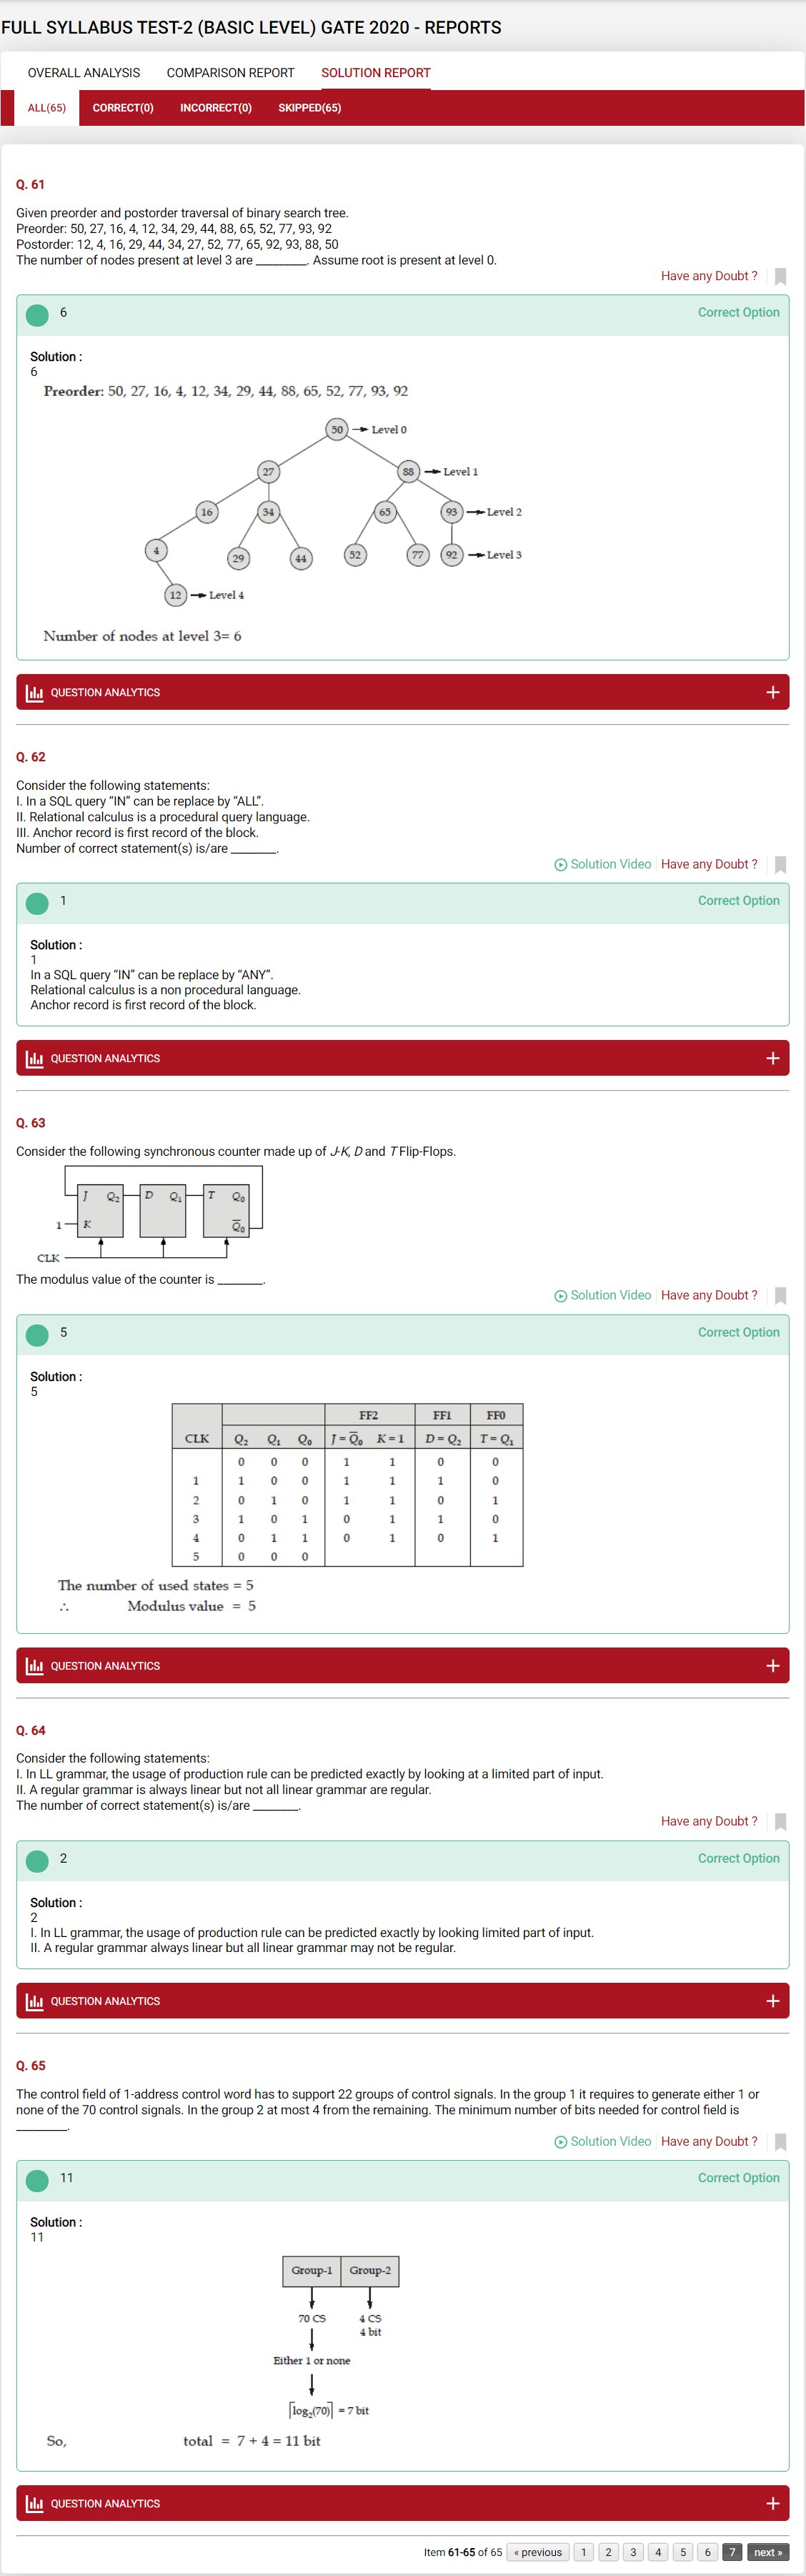 FULL SYLLABUS TEST-2 (BASIC LEVEL) GATE 2020 - REPORTS
OVERALL ANALYSIS COMPARISON REPORT SOLUTION REPORT
ALL(65) CORRECT(0) INCORRECT(0) SKIPPED(65)
Q. 61
Given preorder and postorder traversal of binary search tree.
Preorder: 50, 27, 16, 4, 12, 34, 29, 44, 88, 65, 52, 77, 93, 92
Postorder: 12, 4, 16, 29, 44, 34, 27, 52, 77, 65, 92, 93, 88, 50
The number of nodes present at level 3 are ________. Assume root is present at level 0.
Have any Doubt ?
6 Correct Option
Solution :
6
Preorder: 50, 27, 16, 4, 12, 34, 29, 44, 88, 65, 52, 77, 93, 92
50 Level 0
27 88 Level 1
16 34 65 93 Level 2
4 29 44 52 77 92 Level 3
12 Level 4
Number of nodes at level 3= 6
QUESTION ANALYTICS +
Q. 62
Consider the following statements:
I. In a SQL query “IN” can be replace by “ALL”.
II. Relational calculus is a procedural query language.
III. Anchor record is first record of the block.
Number of correct statement(s) is/are _______.
Solution Video Have any Doubt ?
1 Correct Option
Solution :
1
In a SQL query “IN” can be replace by “ANY”.
Relational calculus is a non procedural language.
Anchor record is first record of the block.
QUESTION ANALYTICS +
Q. 63
Consider the following synchronous counter made up of J-K, D and T Flip-Flops.
J Q2 D Q1 T Q0
1 K Q̅0
CLK
The modulus value of the counter is _______.
Solution Video Have any Doubt ?
5 Correct Option
Solution :
5
FF2 FF1 FF0
CLK Q2 Q1 Q0 J = Q̅0 K = 1 D = Q2 T = Q1
0 0 0 1 1 0 0
1 1 0 0 1 1 1 0
2 0 1 0 1 1 0 1
3 1 0 1 0 1 1 0
4 0 1 1 0 1 0 1
5 0 0 0
The number of used states = 5
∴ Modulus value = 5
QUESTION ANALYTICS +
Q. 64
Consider the following statements:
I. In LL grammar, the usage of production rule can be predicted exactly by looking at a limited part of input.
II. A regular grammar is always linear but not all linear grammar are regular.
The number of correct statement(s) is/are _______.
Have any Doubt ?
2 Correct Option
Solution :
2
I. In LL grammar, the usage of production rule can be predicted exactly by looking limited part of input.
II. A regular grammar always linear but all linear grammar may not be regular.
QUESTION ANALYTICS +
Q. 65
The control field of 1-address control word has to support 22 groups of control signals. In the group 1 it requires to generate either 1 or
none of the 70 control signals. In the group 2 at most 4 from the remaining. The minimum number of bits needed for control field is
________.
Solution Video Have any Doubt ?
11 Correct Option
Solution :
11
Group-1 Group-2
70 CS 4 CS
4 bit
Either 1 or none
⌈log2(70)⌉ = 7 bit
So, total = 7 + 4 = 11 bit
QUESTION ANALYTICS +
Item 61-65 of 65 « previous 1 2 3 4 5 6 7 next »